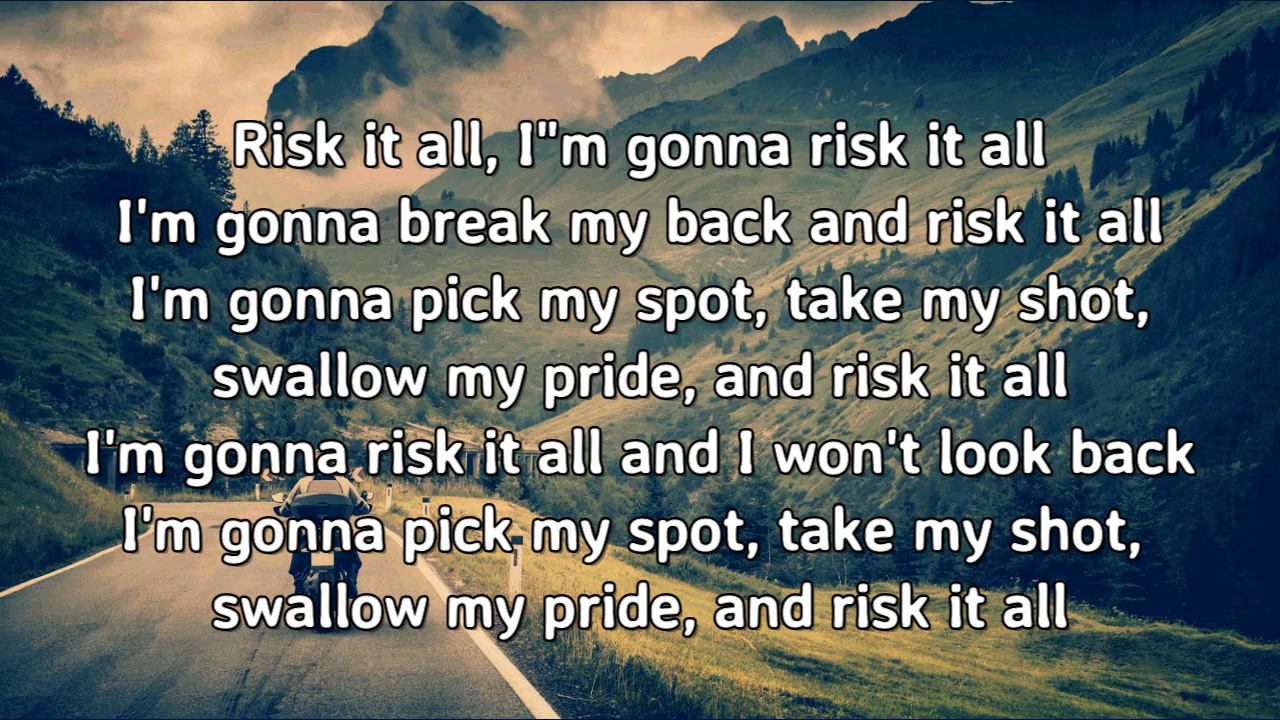 Risk it all, I"m gonna risk it all
I'm gonna break my back and risk it all
I'm gonna pick my spot, take my shot,
swallow my pride, and risk it all
I'm gonna risk it all and I won't look back
I'm gonna pick my spot, take my shot,
swallow my pride, and risk it all